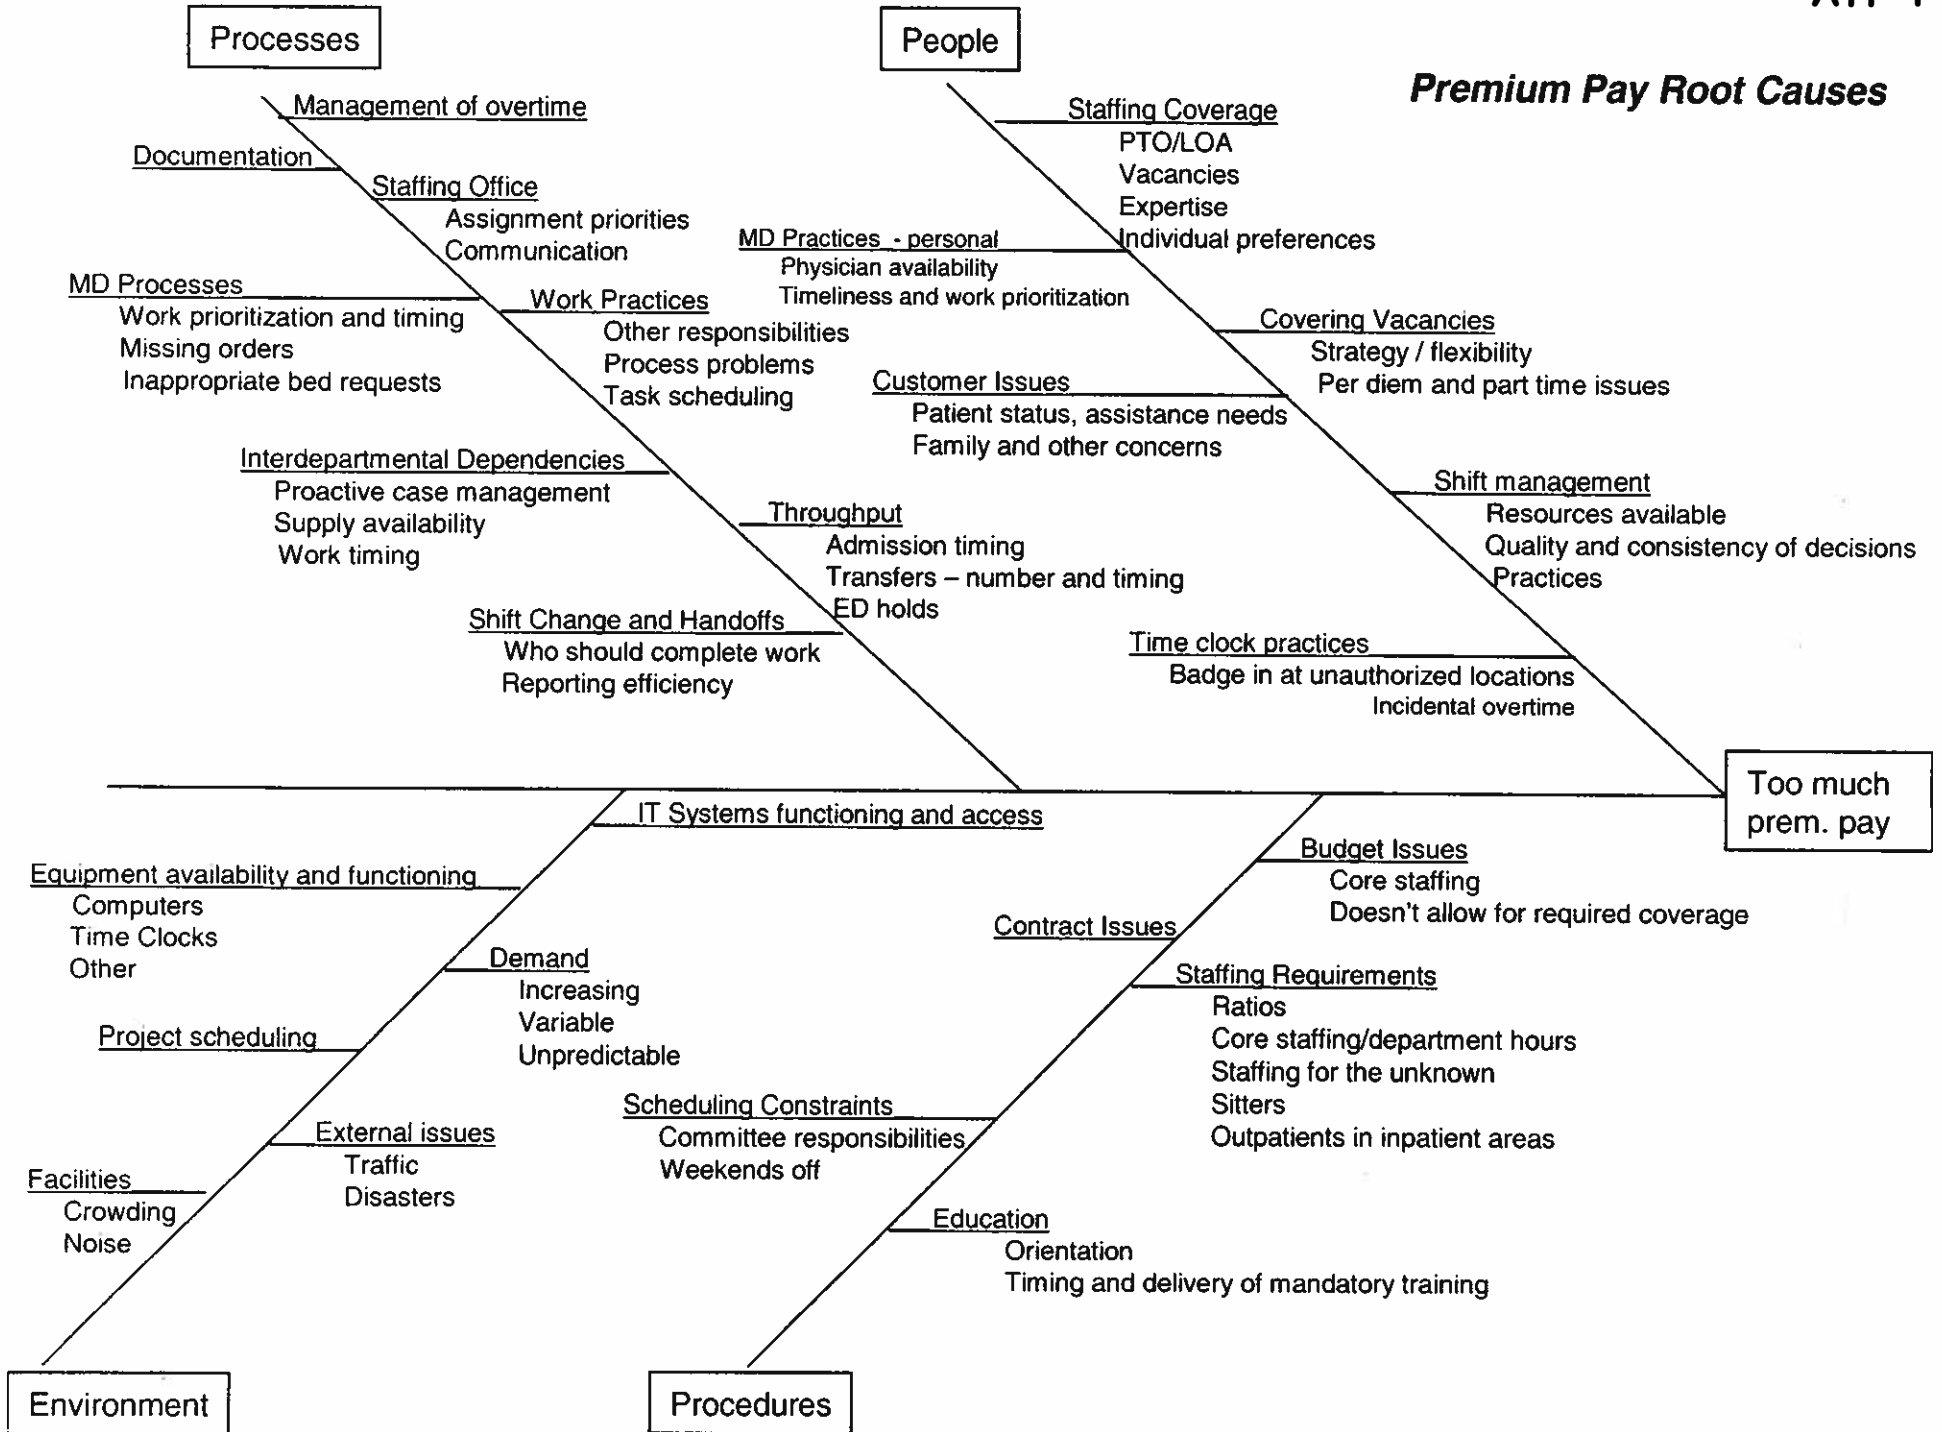 Processes
People
Premium Pay Root Causes
Management of overtime
Documentation
Staffing Office
Assignment priorities
Communication
MD Processes
Work prioritization and timing
Missing orders
Inappropriate bed requests
Work Practices
Other responsibilities
Process problems
Task scheduling
Interdepartmental Dependencies
Proactive case management
Supply availability
Work timing
Throughput
Admission timing
Transfers – number and timing
ED holds
Shift Change and Handoffs
Who should complete work
Reporting efficiency
Staffing Coverage
PTO/LOA
Vacancies
Expertise
Individual preferences
MD Practices - personal
Physician availability
Timeliness and work prioritization
Covering Vacancies
Strategy / flexibility
Per diem and part time issues
Customer Issues
Patient status, assistance needs
Family and other concerns
Shift management
Resources available
Quality and consistency of decisions
Practices
Time clock practices
Badge in at unauthorized locations
Incidental overtime
Too much
prem. pay
IT Systems functioning and access
Equipment availability and functioning
Computers
Time Clocks
Other
Demand
Increasing
Variable
Unpredictable
Project scheduling
External issues
Traffic
Disasters
Facilities
Crowding
Noise
Environment
Budget Issues
Core staffing
Doesn't allow for required coverage
Contract Issues
Staffing Requirements
Ratios
Core staffing/department hours
Staffing for the unknown
Sitters
Outpatients in inpatient areas
Scheduling Constraints
Committee responsibilities
Weekends off
Education
Orientation
Timing and delivery of mandatory training
Procedures